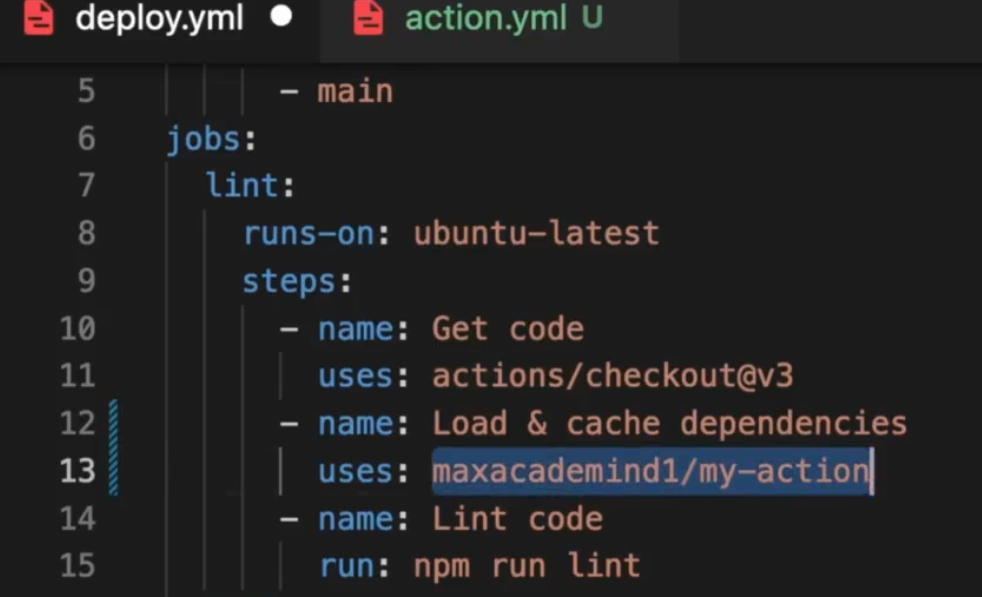 deploy.yml action.yml U
5 - main
6 jobs:
7 lint:
8 runs-on: ubuntu-latest
9 steps:
10 - name: Get code
11 uses: actions/checkout@v3
12 - name: Load & cache dependencies
13 uses: maxacademind1/my-action
14 - name: Lint code
15 run: npm run lint